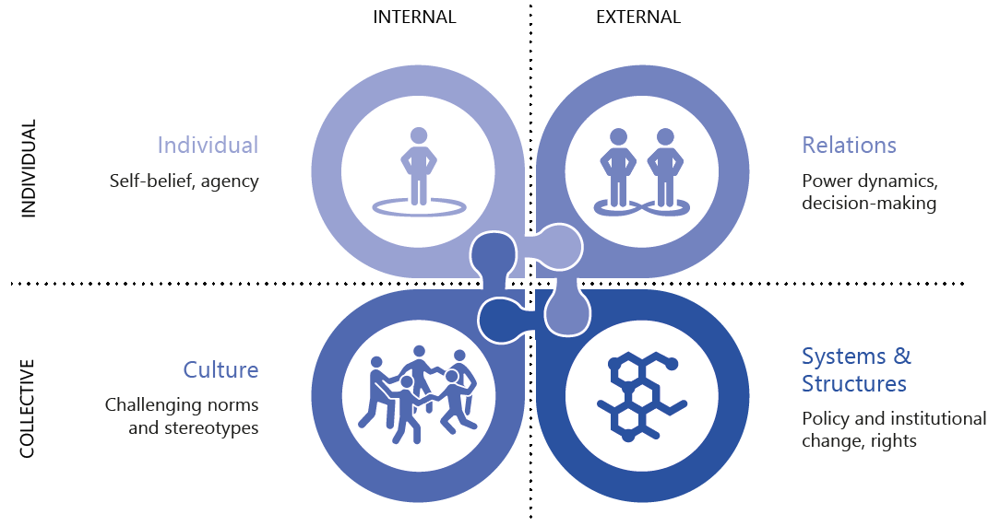 INTERNAL
EXTERNAL
INDIVIDUAL
Individual
Self-belief, agency
Relations
Power dynamics,
decision-making
COLLECTIVE
Culture
Challenging norms
and stereotypes
Systems &
Structures
Policy and institutional
change, rights